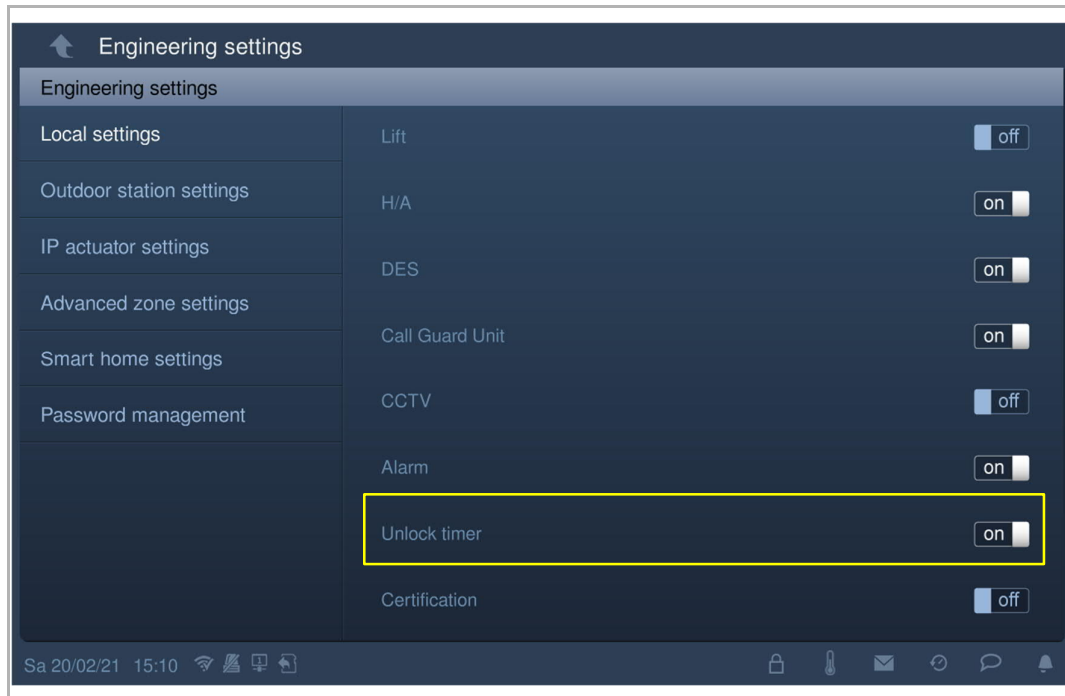 Engineering settings
Engineering settings
Local settings
Outdoor station settings
IP actuator settings
Advanced zone settings
Smart home settings
Password management
Lift off
H/A on
DES on
Call Guard Unit on
CCTV off
Alarm on
Unlock timer on
Certification off
Sa 20/02/21 15:10